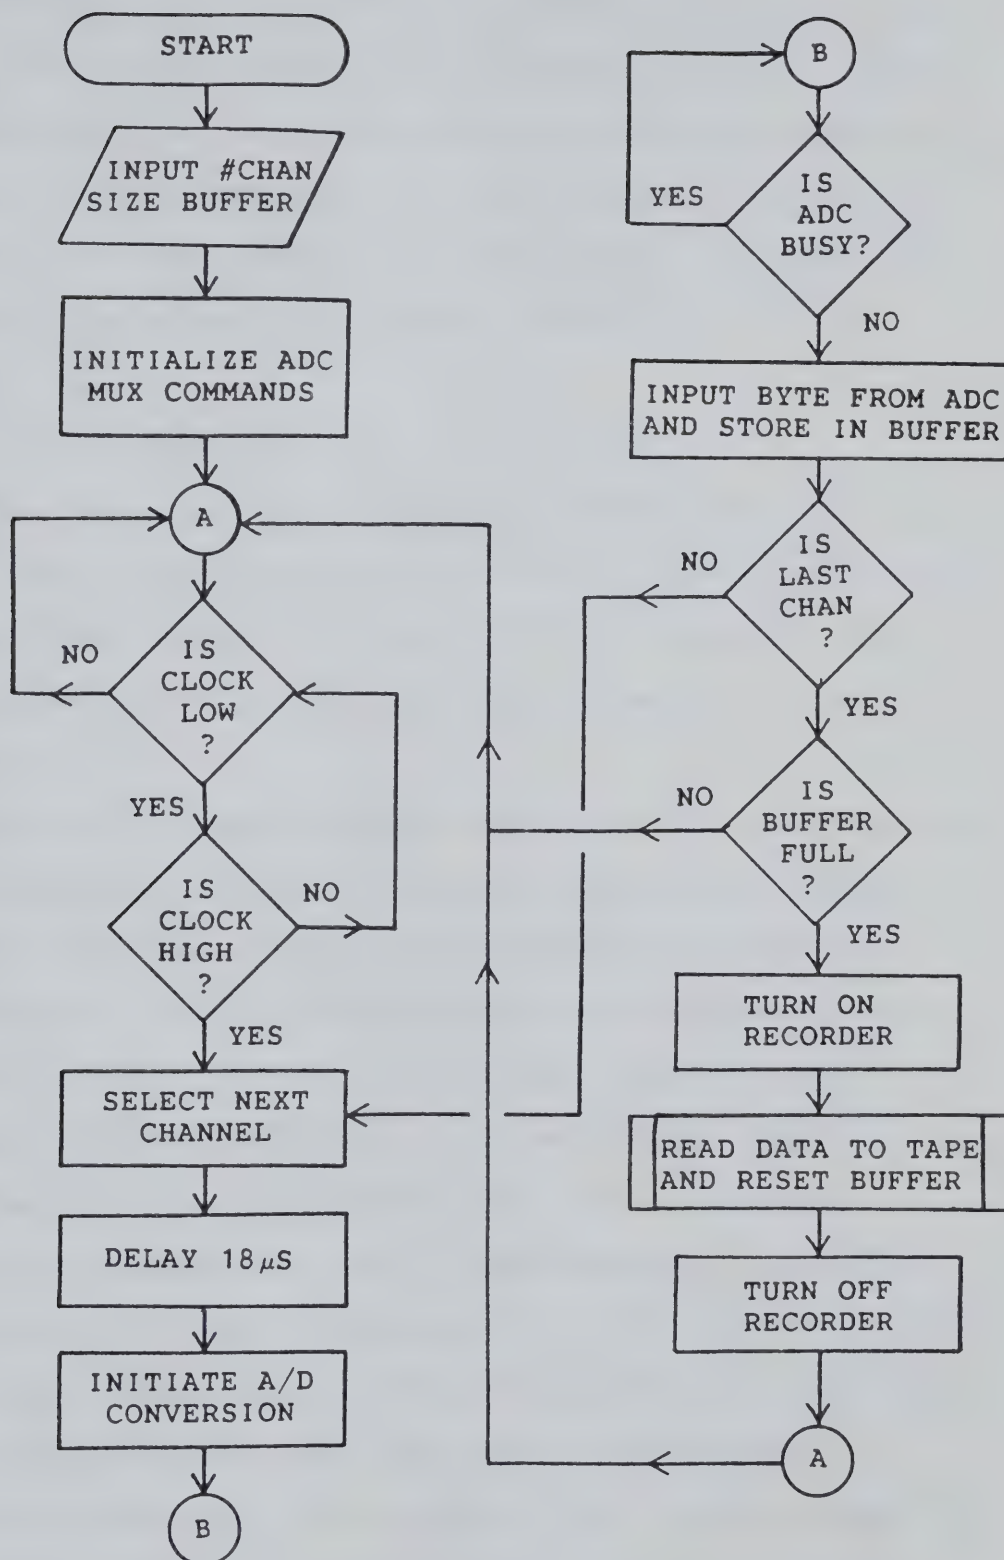 START
INPUT #CHAN
SIZE BUFFER
INITIALIZE ADC
MUX COMMANDS
A
IS
CLOCK
LOW
?
NO
YES
IS
CLOCK
HIGH
?
NO
YES
SELECT NEXT
CHANNEL
DELAY 18μS
INITIATE A/D
CONVERSION
B
B
IS
ADC
BUSY?
YES
NO
INPUT BYTE FROM ADC
AND STORE IN BUFFER
IS
LAST
CHAN
?
NO
YES
IS
BUFFER
FULL
?
NO
YES
TURN ON
RECORDER
READ DATA TO TAPE
AND RESET BUFFER
TURN OFF
RECORDER
A